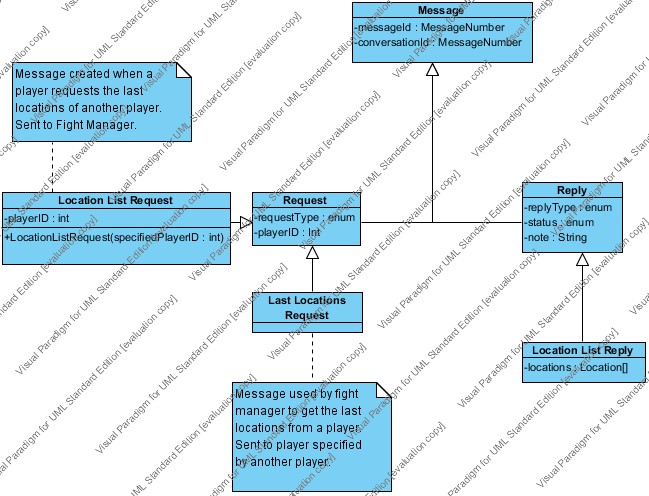 Message
-messageId : MessageNumber
-conversationId : MessageNumber
Message created when a
player requests the last
locations of another player.
Sent to Fight Manager.
Location List Request
-playerID : int
+LocationListRequest(specifiedPlayerID : int)
Request
-requestType : enum
-playerID : Int
Reply
-replyType : enum
-status : enum
-note : String
Last Locations
Request
Location List Reply
-locations : Location[]
Message used by fight
manager to get the last
locations from a player.
Sent to player specified
by another player.
Visual Paradigm for UML Standard Edition [evaluation copy]